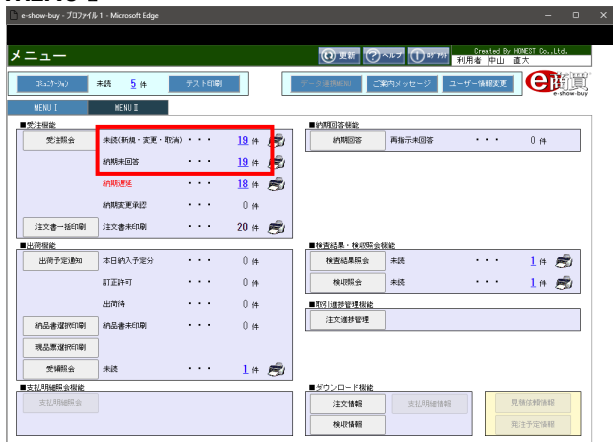 e-show-buy - プロファイル 1 - Microsoft Edge
メニュー
更新 ヘルプ ログアウト Created By HONEST Co.,Ltd.
利用者 中山 直大
コミュニケーション 未読 5 件 テスト印刷 データ連携MENU ご案内メッセージ ユーザー情報変更 e商買
e-show-buy
MENU I MENU II
■受注機能
受注照会 未読(新規・変更・取消) ・・・ 19 件
納期未回答 ・・・ 19 件
納期遅延 ・・・ 18 件
納期変更承認 ・・・ 0 件
注文書一括印刷 注文書未印刷 ・・・ 20 件
■納期回答機能
納期回答 再指示未回答 ・・・ 0 件
■出荷機能
出荷予定通知 本日納入予定分 ・・・ 0 件
訂正許可 ・・・ 0 件
出荷待 ・・・ 0 件
納品書選択印刷 納品書未印刷 ・・・ 0 件
現品票選択印刷
受領照会 未読 ・・・ 1 件
■検査結果・検収照会機能
検査結果照会 未読 ・・・ 1 件
検収照会 未読 ・・・ 1 件
■取引進捗管理機能
注文進捗管理
■支払明細照会機能
支払明細照会
■ダウンロード機能
注文情報 支払明細情報 見積依頼情報
検収情報 発注予定情報